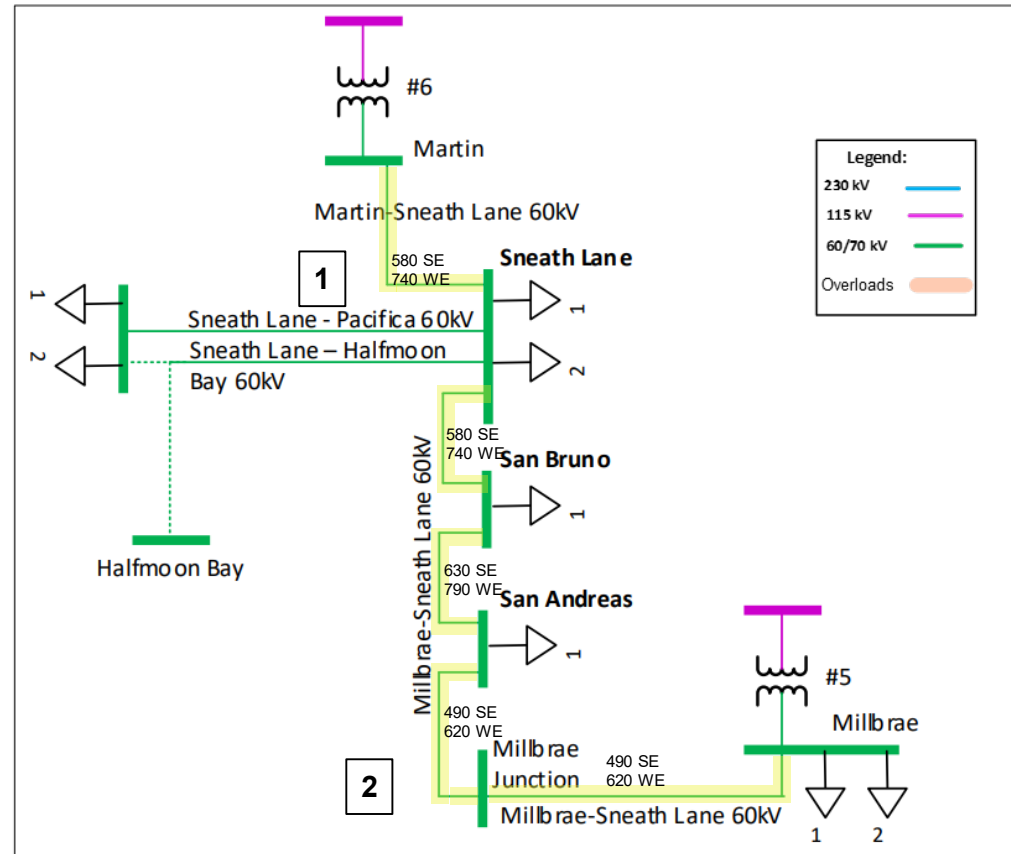 #6
Martin
Legend:
230 kV
115 kV
60/70 kV
Overloads
Martin-Sneath Lane 60kV
580 SE
740 WE
1
Sneath Lane
1
2
1
2
Sneath Lane - Pacifica 60kV
Sneath Lane – Halfmoon
Bay 60kV
Halfmoon Bay
580 SE
740 WE
San Bruno
1
Millbrae-Sneath Lane 60kV
630 SE
790 WE
San Andreas
1
490 SE
620 WE
2
Millbrae
Junction
490 SE
620 WE
Millbrae-Sneath Lane 60kV
#5
Millbrae
1
2